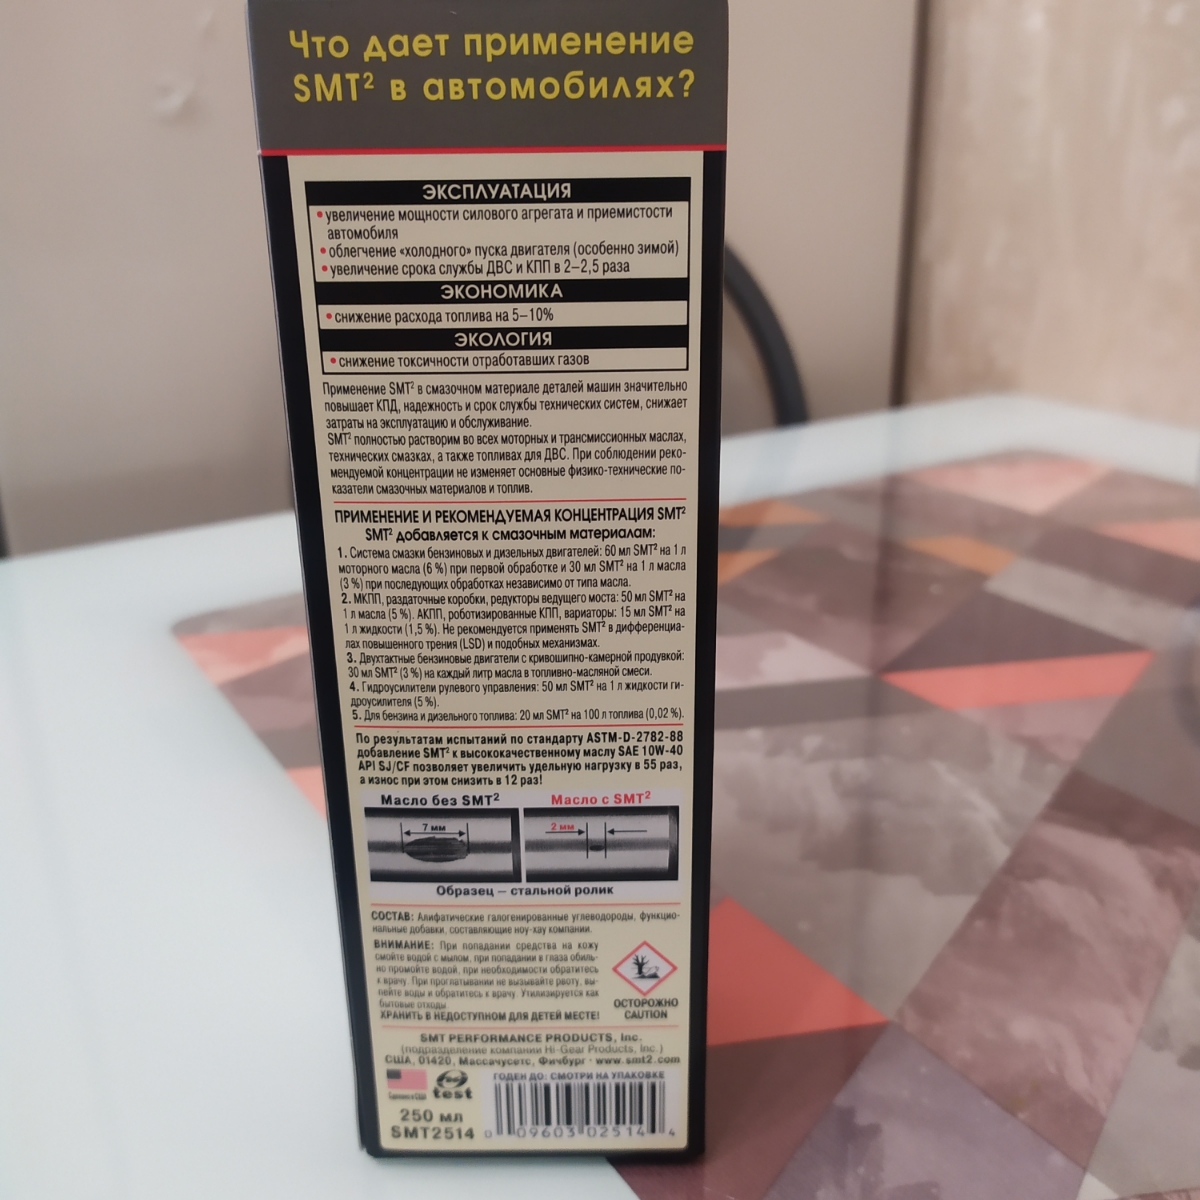 Что дает применение
SMT² в автомобилях?
ЭКСПЛУАТАЦИЯ
• увеличение мощности силового агрегата и приемистости
автомобиля
• облегчение «холодного» пуска двигателя (особенно зимой)
• увеличение срока службы ДВС и КПП в 2–2,5 раза
ЭКОНОМИКА
• снижение расхода топлива на 5–10%
ЭКОЛОГИЯ
• снижение токсичности отработавших газов
Применение SMT² в смазочном материале деталей машин значительно
повышает КПД, надежность и срок службы технических систем, снижает
затраты на эксплуатацию и обслуживание.
SMT² полностью растворим во всех моторных и трансмиссионных маслах,
технических смазках, а также топливах для ДВС. При соблюдении реко-
мендуемой концентрации не изменяет основные физико-технические по-
казатели смазочных материалов и топлив.
ПРИМЕНЕНИЕ И РЕКОМЕНДУЕМАЯ КОНЦЕНТРАЦИЯ SMT²
SMT² добавляется к смазочным материалам:
1. Система смазки бензиновых и дизельных двигателей: 60 мл SMT² на 1 л
моторного масла (6 %) при первой обработке и 30 мл SMT² на 1 л масла
(3 %) при последующих обработках независимо от типа масла.
2. МКПП, раздаточные коробки, редукторы ведущего моста: 50 мл SMT² на
1 л масла (5 %). АКПП, роботизированные КПП, вариаторы: 15 мл SMT² на
1 л жидкости (1,5 %). Не рекомендуется применять SMT² в дифференциа-
лах повышенного трения (LSD) и подобных механизмах.
3. Двухтактные бензиновые двигатели с кривошипно-камерной продувкой:
30 мл SMT² (3 %) на каждый литр масла в топливно-масляной смеси.
4. Гидроусилители рулевого управления: 50 мл SMT² на 1 л жидкости ги-
дроусилителя (5 %).
5. Для бензина и дизельного топлива: 20 мл SMT² на 100 л топлива (0,02 %).
По результатам испытаний по стандарту ASTM-D-2782-88
добавление SMT² к высококачественному маслу SAE 10W-40
API SJ/CF позволяет увеличить удельную нагрузку в 55 раз,
а износ при этом снизить в 12 раз!
Масло без SMT² Масло с SMT²
7 мм 2 мм
Образец – стальной ролик
СОСТАВ: Алифатические галогенированные углеводороды, функцио-
нальные добавки, составляющие ноу-хау компании.
ВНИМАНИЕ: При попадании средства на кожу
смойте водой с мылом, при попадании в глаза обиль-
но промойте водой, при необходимости обратитесь
к врачу. При проглатывании не вызывайте рвоту, вы-
пейте воды и обратитесь к врачу. Утилизируется как
бытовые отходы.
ХРАНИТЬ В НЕДОСТУПНОМ ДЛЯ ДЕТЕЙ МЕСТЕ!
ОСТОРОЖНО
CAUTION
SMT PERFORMANCE PRODUCTS, Inc.
(подразделение компании Hi-Gear Products, Inc.)
США, 01420, Массачусетс, Фичбург · www.smt2.com
ГОДЕН ДО: СМОТРИ НА УПАКОВКЕ
Сделано в США
test
250 мл
SMT2514
0 09603 02514 4